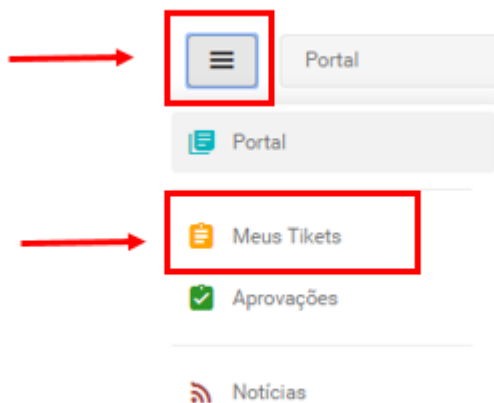 Portal
Portal
Meus Tikets
Aprovações
Notícias